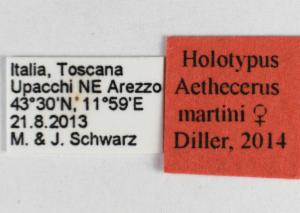 Italia, Toscana
Upacchi NE Arezzo
43°30'N, 11°59'E
21.8.2013
M. & J. Schwarz
Holotypus
Aethecerus
martini ♀
Diller, 2014